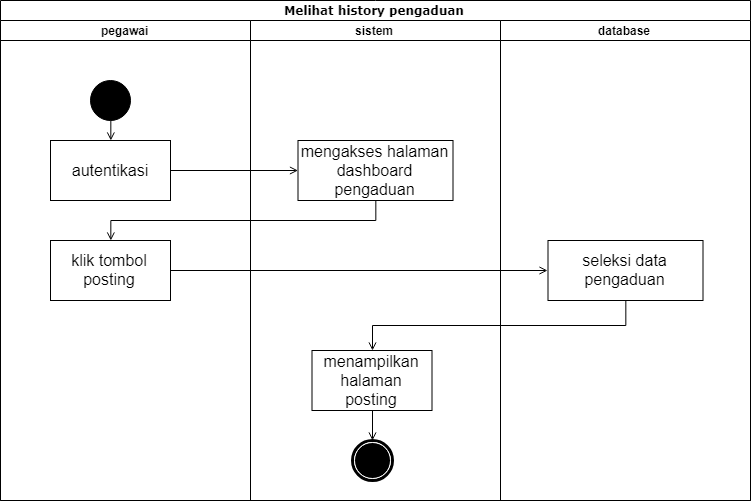 Melihat history pengaduan
pegawai
sistem
database
autentikasi
mengakses halaman
dashboard
pengaduan
klik tombol
posting
seleksi data
pengaduan
menampilkan
halaman
posting